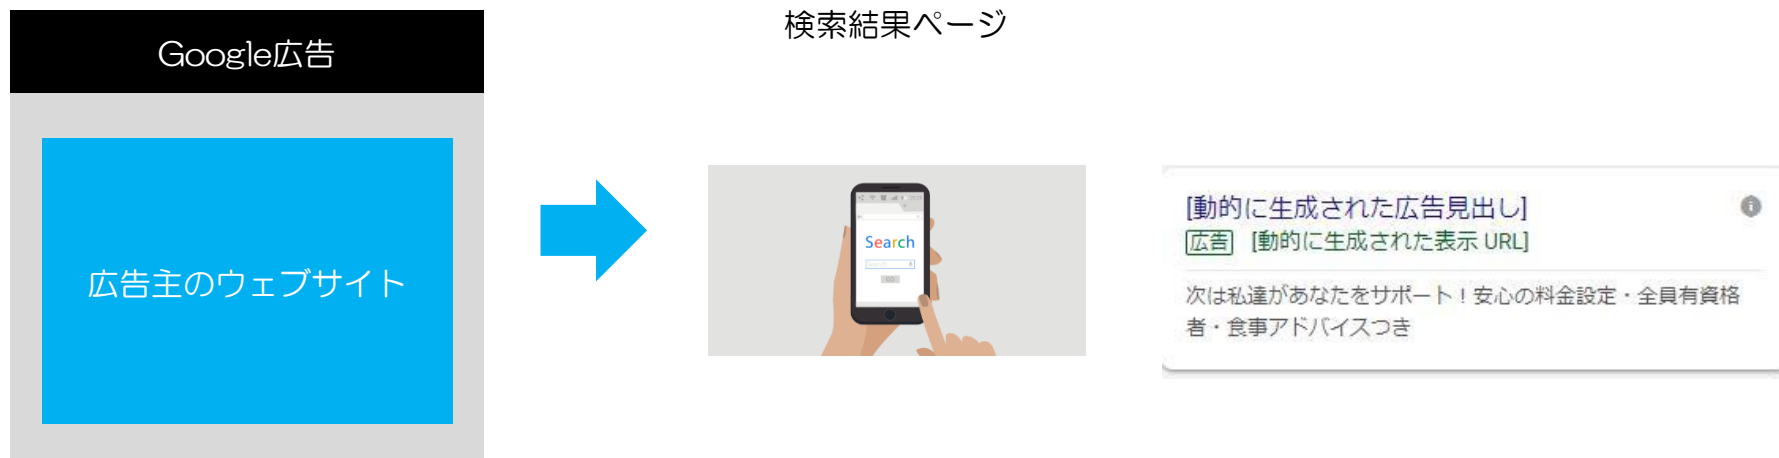 Google広告
広告主のウェブサイト
検索結果ページ
Search
GO
[動的に生成された広告見出し]
広告 [動的に生成された表示 URL]
次は私達があなたをサポート！安心の料金設定・全員有資格
者・食事アドバイスつき